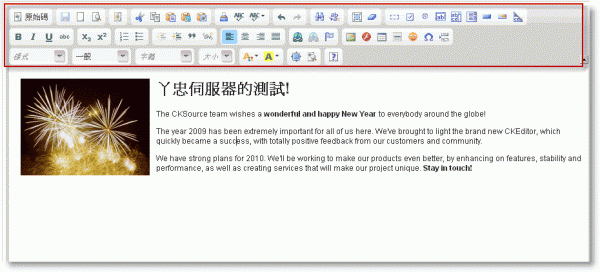 原始碼
ABC ABC
B I U abc X₂ X²
樣式 一般 字體 大小 A A
丫忠伺服器的測試!
The CKSource team wishes a wonderful and happy New Year to everybody around the globe!
The year 2009 has been extremely important for all of us here. We've brought to light the brand new CKEditor, which
quickly became a success, with totally positive feedback from our customers and community.
We have strong plans for 2010. We'll be working to make our products even better, by enhancing on features, stability and
performance, as well as creating services that will make our project unique. Stay in touch!